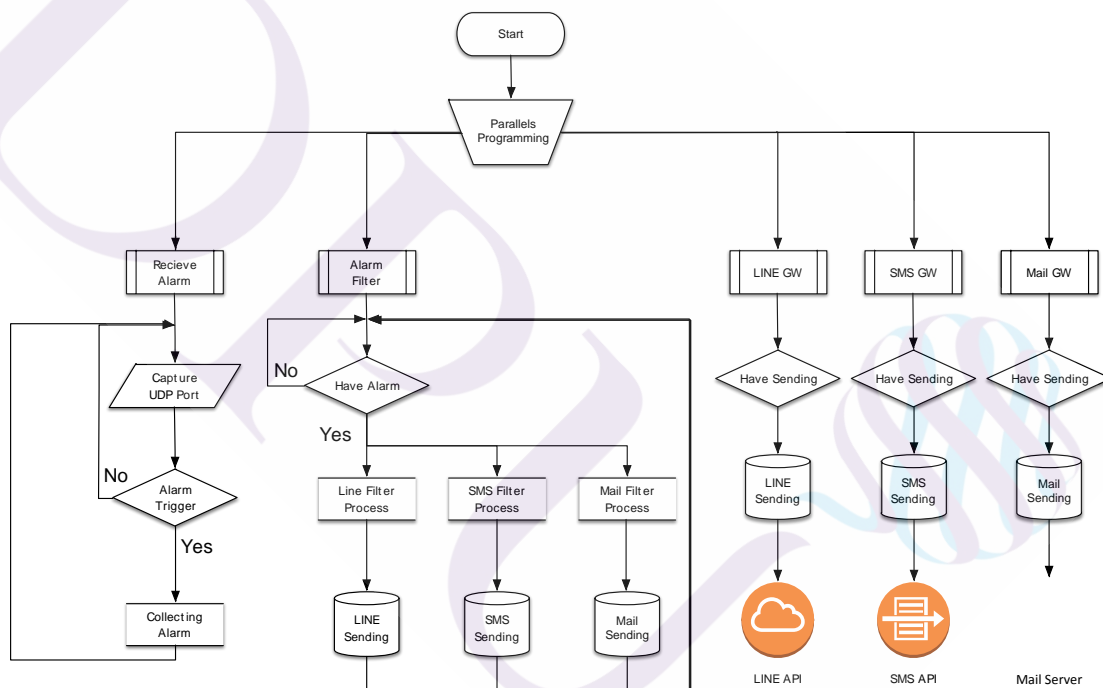 Start
Parallels
Programming
Recieve
Alarm
Alarm
Filter
LINE GW
SMS GW
Mail GW
Capture
UDP Port
No
Have Alarm
Have Sending
Have Sending
Have Sending
Yes
No
Alarm
Trigger
Line Filter
Process
SMS Filter
Process
Mail Filter
Process
LINE
Sending
SMS
Sending
Mail
Sending
Yes
Collecting
Alarm
LINE
Sending
SMS
Sending
Mail
Sending
LINE API
SMS API
Mail Server